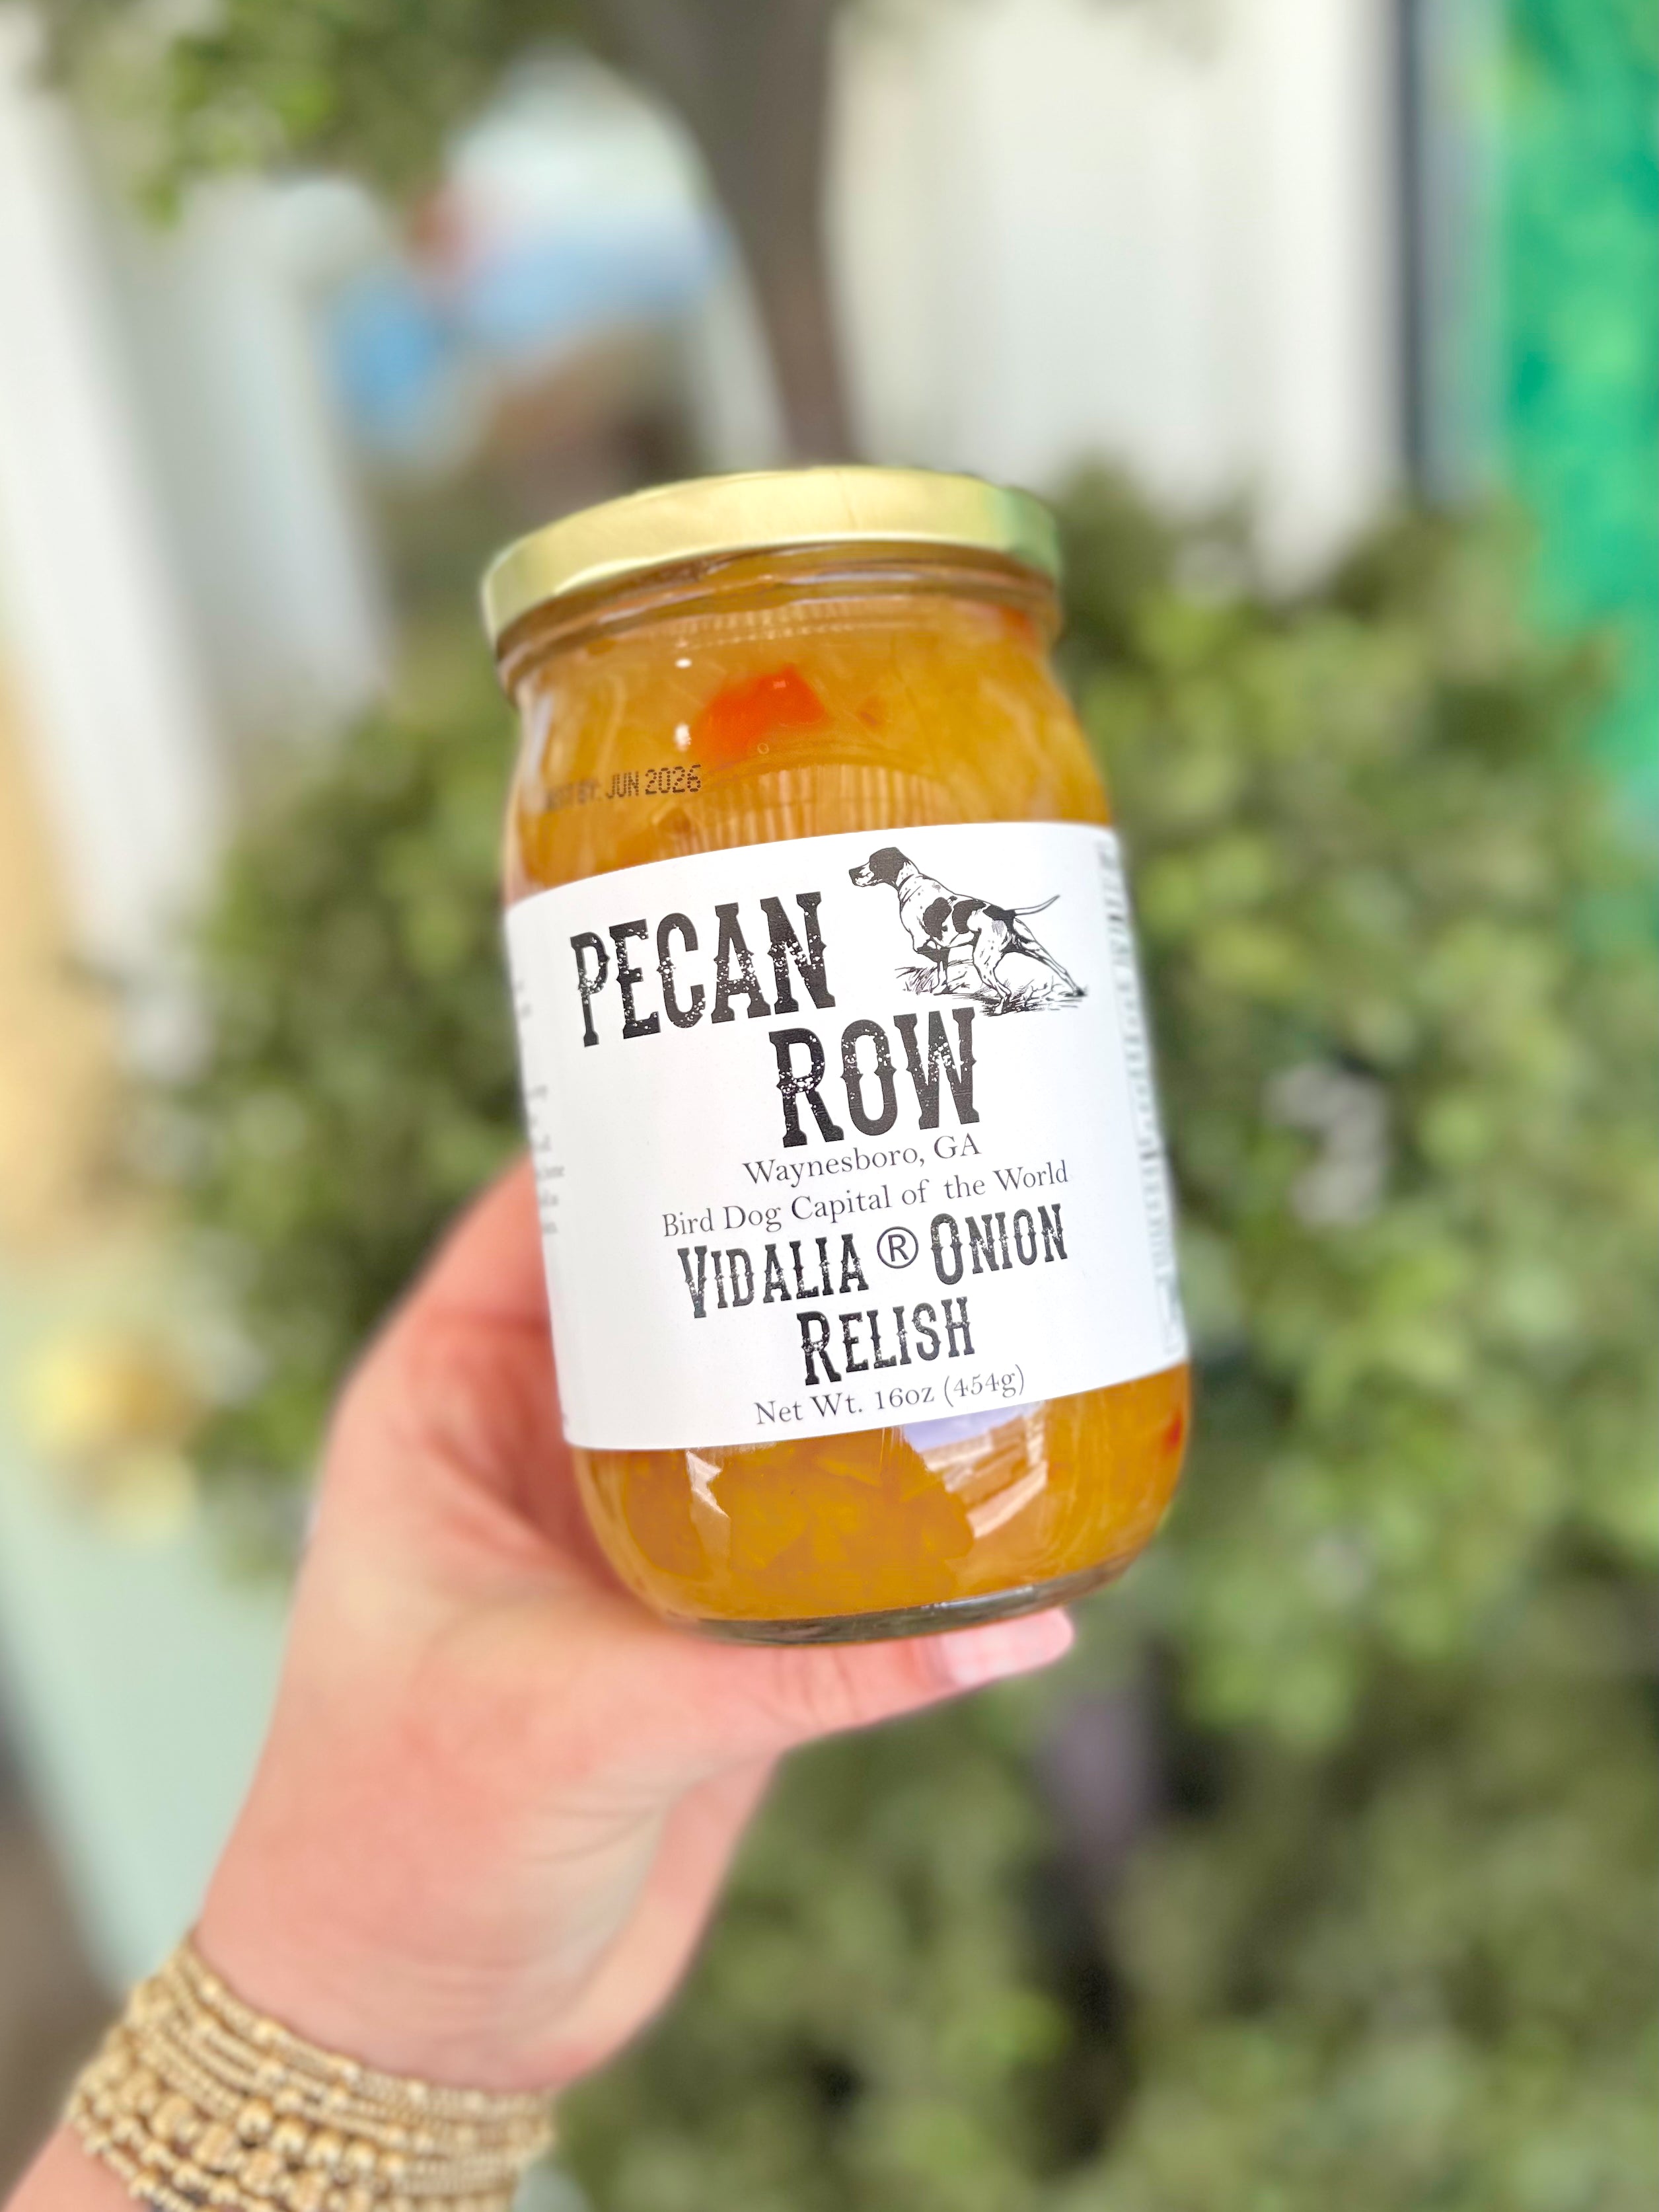 BEST BY: JUN 2026
PECAN
ROW
Waynesboro, GA
Bird Dog Capital of the World
VIDALIA ® ONION
RELISH
Net Wt. 16oz (454g)